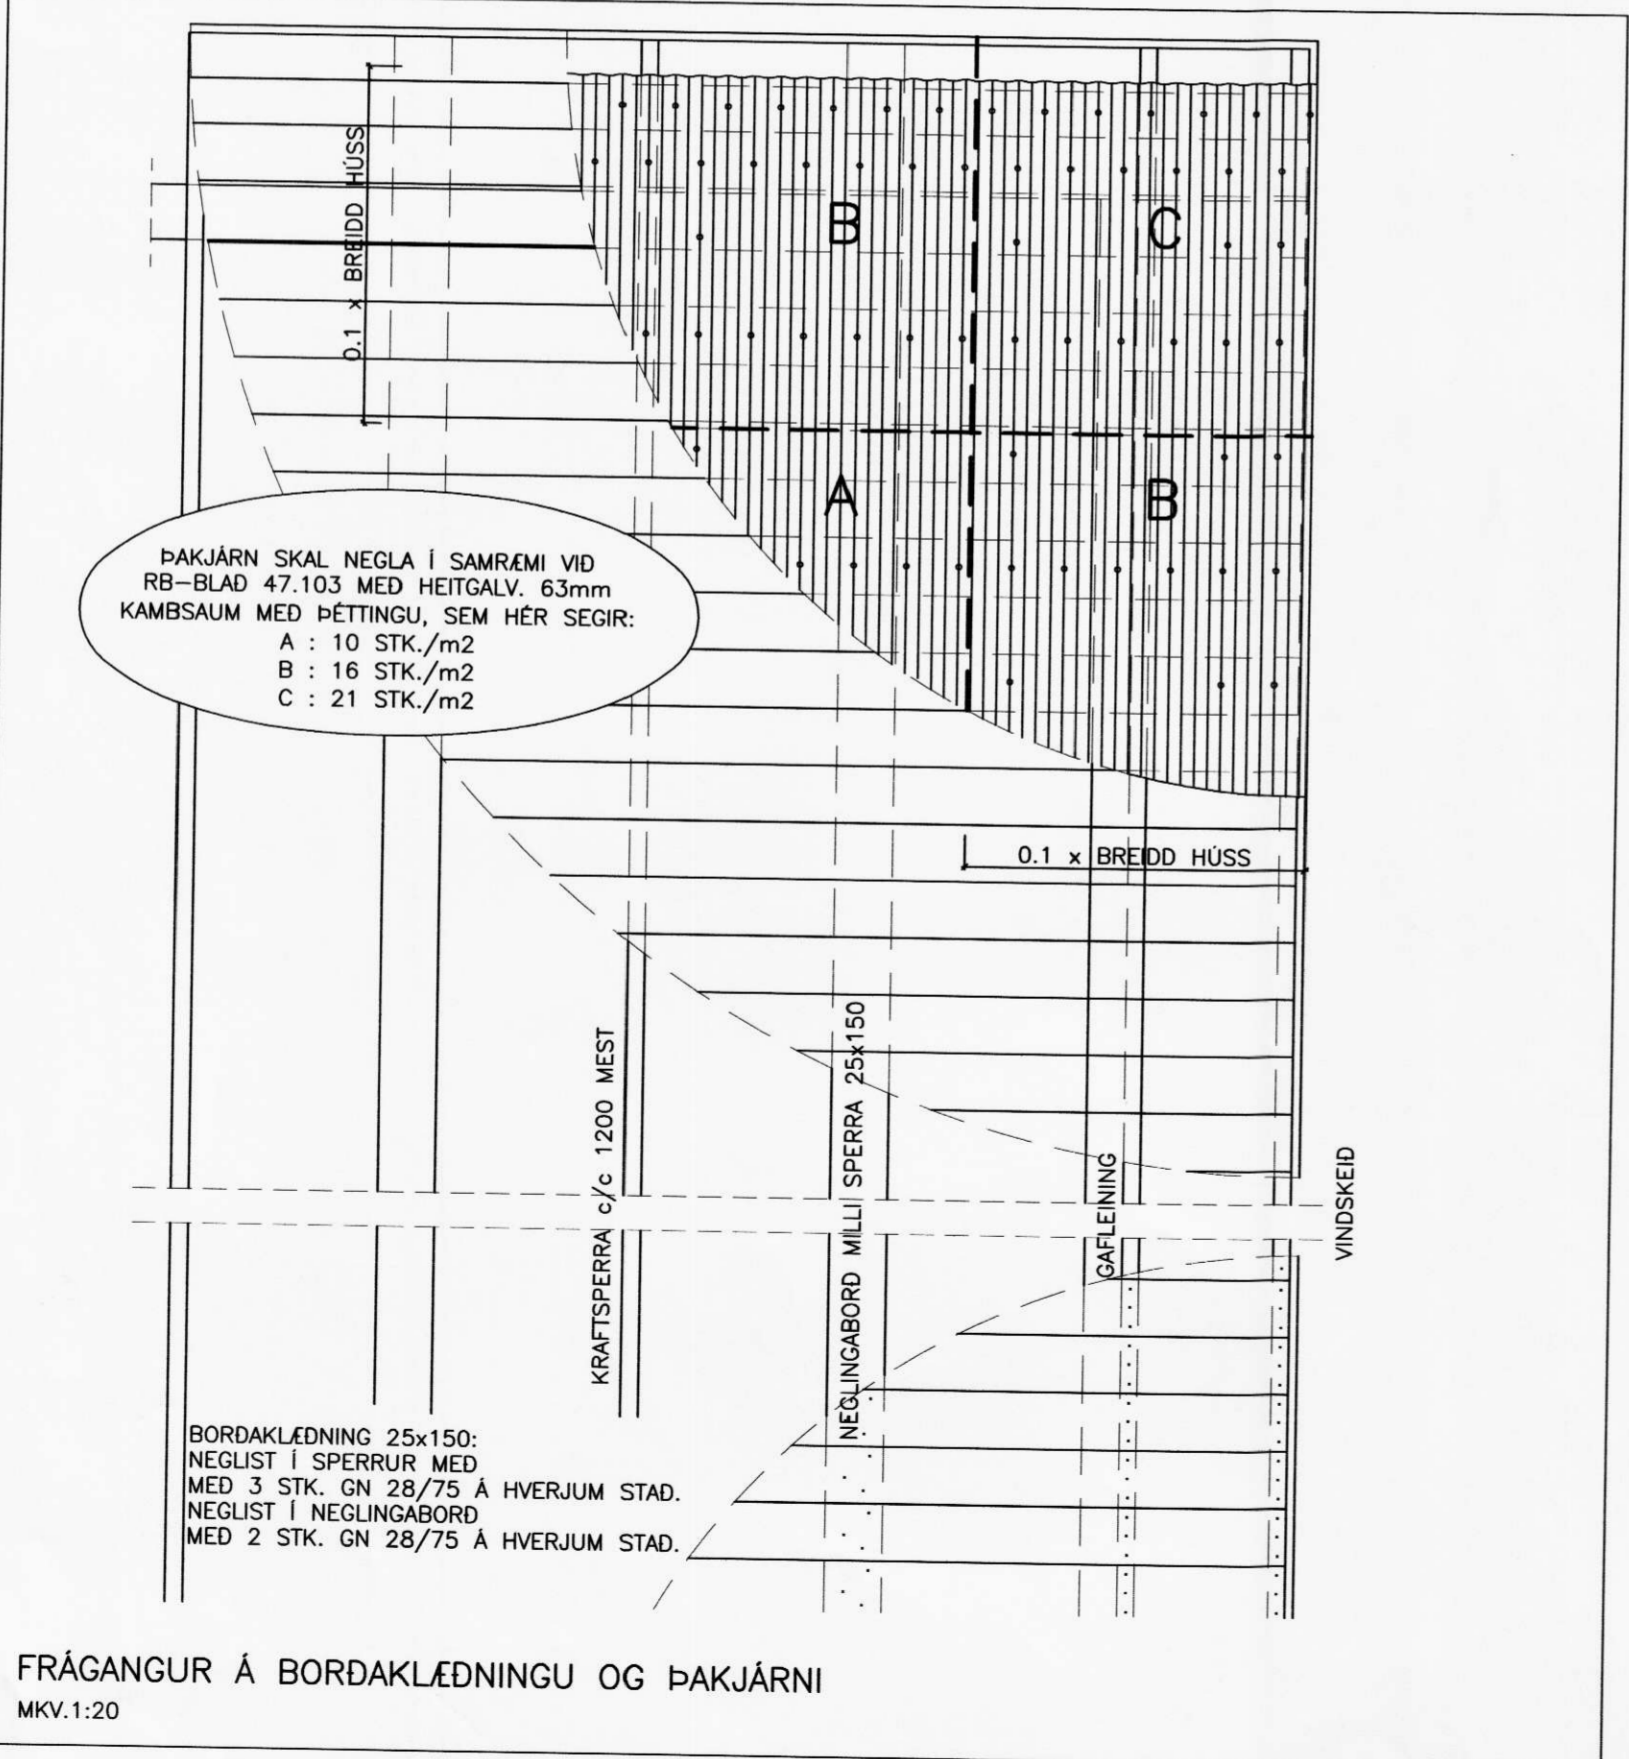 0.1 x BREIDD HÚSS
B
C
A
B
ÞAKJÁRN SKAL NEGLA Í SAMRÆMI VIÐ
RB-BLAÐ 47.103 MEÐ HEITGALV. 63mm
KAMBSAUM MEÐ ÞÉTTINGU, SEM HÉR SEGIR:
A : 10 STK./m2
B : 16 STK./m2
C : 21 STK./m2
0.1 x BREIDD HÚSS
KRAFTSPERRA c/c 1200 MEST
NEGLINGABORÐ MILLI SPERRA 25x150
GAFLEINING
VINDSKEIÐ
BORÐAKLÆÐNING 25x150:
NEGLIST Í SPERRUR MEÐ
MEÐ 3 STK. GN 28/75 Á HVERJUM STAÐ.
NEGLIST Í NEGLINGABORÐ
MEÐ 2 STK. GN 28/75 Á HVERJUM STAÐ.
FRÁGANGUR Á BORÐAKLÆÐNINGU OG ÞAKJÁRNI
MKV.1:20